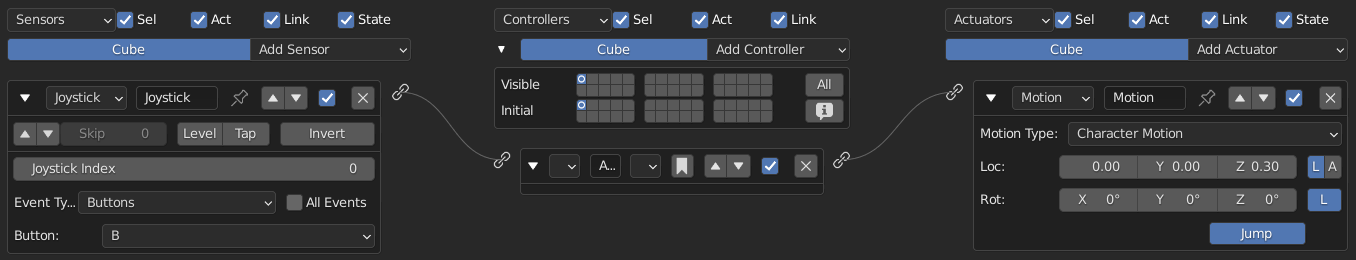 Sensors Sel Act Link State
Cube Add Sensor
Joystick Joystick
Skip 0 Level Tap Invert
Joystick Index 0
Event Ty... Buttons All Events
Button: B
Controllers Sel Act Link
Cube Add Controller
Visible All
Initial
A...
Actuators Sel Act Link State
Cube Add Actuator
Motion Motion
Motion Type: Character Motion
Loc: 0.00 Y 0.00 Z 0.30 L A
Rot: X 0° Y 0° Z 0° L
Jump